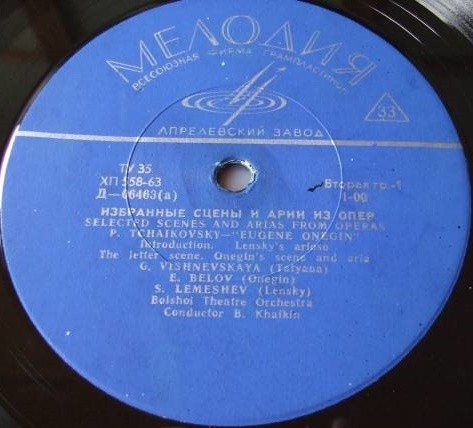 МЕЛОДИЯ
ВСЕСОЮЗНАЯ ФИРМА ГРАМПЛАСТИНОК
33
АПРЕЛЕВСКИЙ ЗАВОД
ТУ 35
ХП 558-63
Д—06463(а)
Вторая гр.-1
1-00
ИЗБРАННЫЕ СЦЕНЫ И АРИИ ИЗ ОПЕР
SELECTED SCENES AND ARIAS FROM OPERAS
P. TCHAIKOVSKY—"EUGENE ONEGIN"
Introduction. Lensky's arioso
The letter scene. Onegin's scene and aria
G. VISHNEVSKAYA (Tatyana)
E. BELOV (Onegin)
S. LEMESHEV (Lensky)
Bolshoi Theatre Orchestra
Conductor B. Khaikin